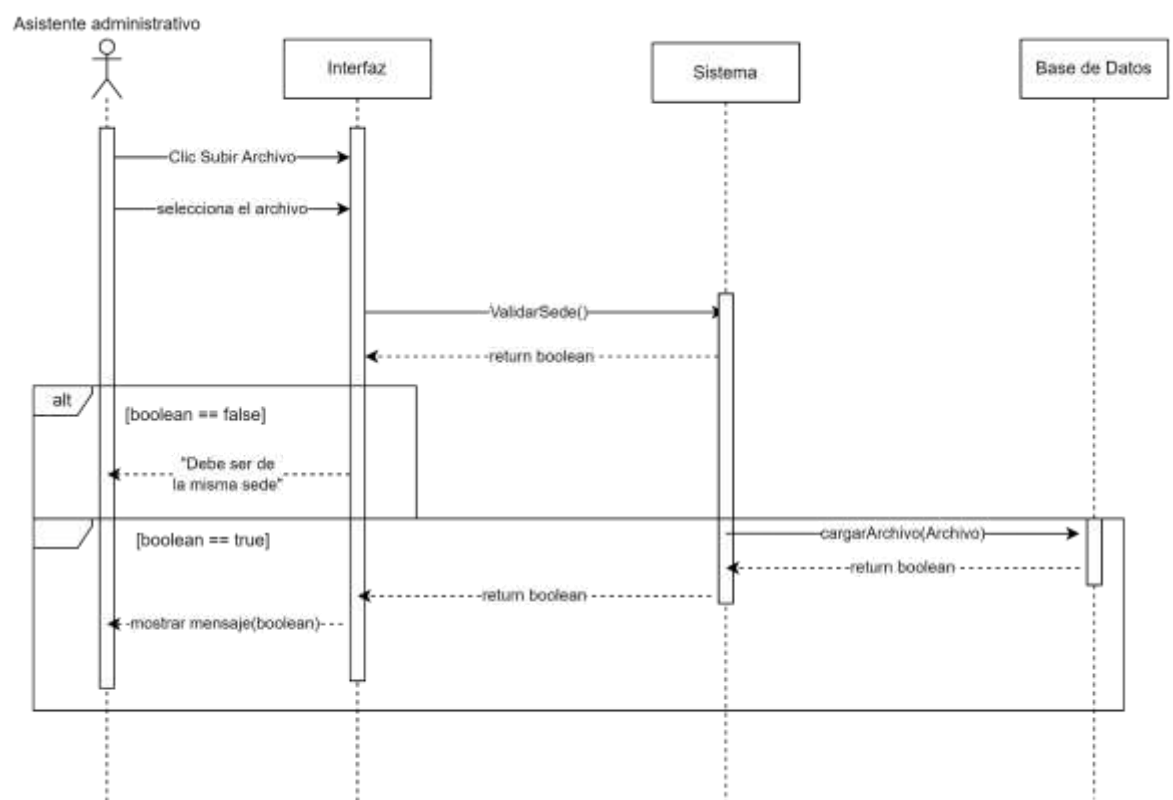 Asistente administrativo
Interfaz
Sistema
Base de Datos
Clic Subir Archivo
selecciona el archivo
ValidarSede()
return boolean
alt
[boolean == false]
"Debe ser de
la misma sede"
[boolean == true]
cargarArchivo(Archivo)
return boolean
return boolean
mostrar mensaje(boolean)